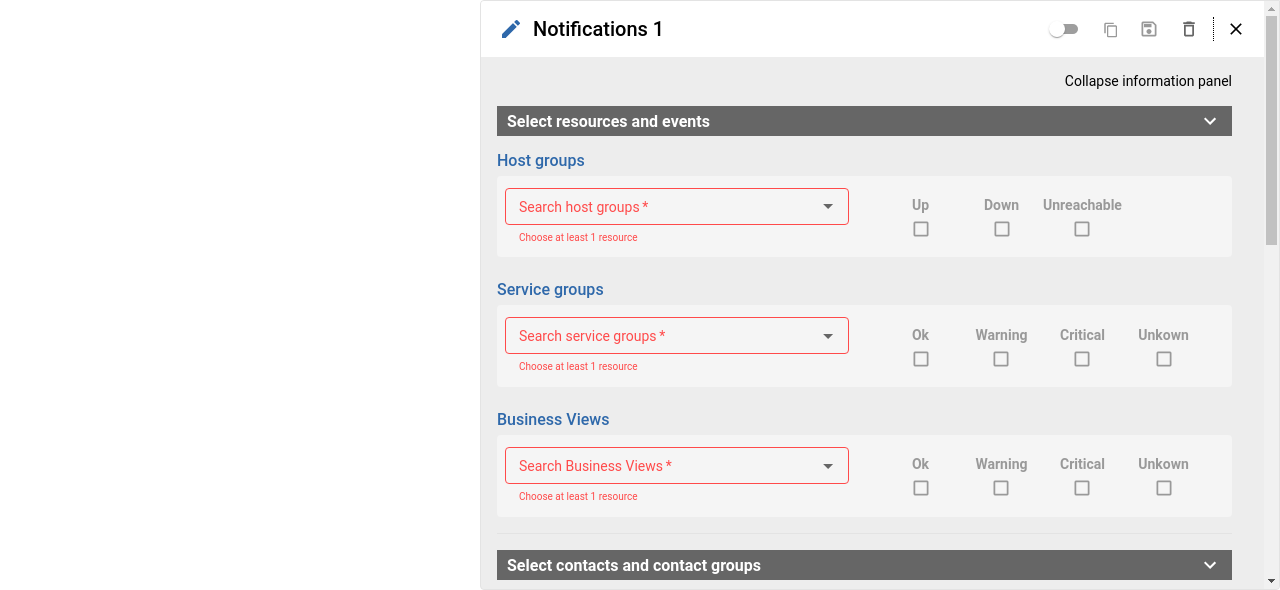 Notifications 1
Collapse information panel
Select resources and events
Host groups
Search host groups *
Up Down Unreachable
Choose at least 1 resource
Service groups
Search service groups *
Ok Warning Critical Unkown
Choose at least 1 resource
Business Views
Search Business Views *
Ok Warning Critical Unkown
Choose at least 1 resource
Select contacts and contact groups